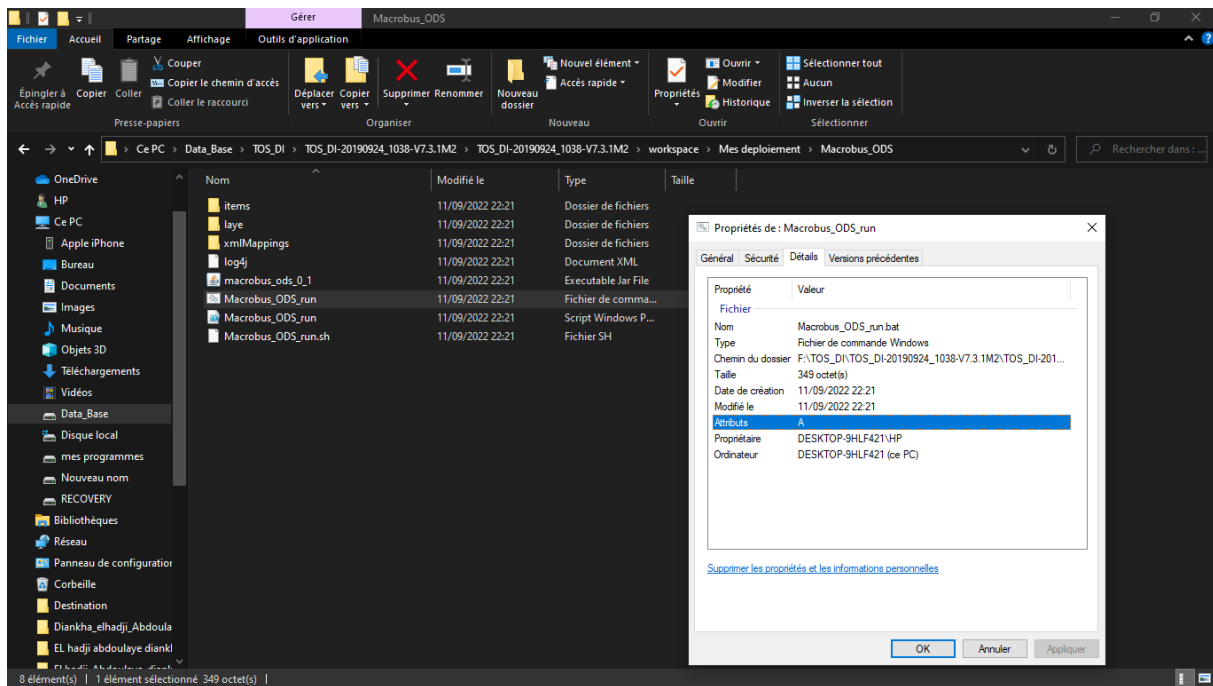 Gérer Macrobus_ODS
Fichier Accueil Partage Affichage Outils d'application
Épingler à Accès rapide
Copier
Coller
Couper
Copier le chemin d'accès
Coller le raccourci
Déplacer vers
Copier vers
Supprimer
Renommer
Nouveau dossier
Nouvel élément
Accès rapide
Propriétés
Ouvrir
Modifier
Historique
Sélectionner tout
Aucun
Inverser la sélection
Presse-papiers Organiser Nouveau Ouvrir Sélectionner
Ce PC > Data_Base > TOS_DI > TOS_DI-20190924_1038-V7.3.1M2 > TOS_DI-20190924_1038-V7.3.1M2 > workspace > Mes deploiement > Macrobus_ODS
Rechercher dans : ...
OneDrive
HP
Ce PC
Apple iPhone
Bureau
Documents
Images
Musique
Objets 3D
Téléchargements
Vidéos
Data_Base
Disque local
mes programmes
Nouveau nom
RECOVERY
Bibliothèques
Réseau
Panneau de configuration
Corbeille
Destination
Diankha_elhadji_Abdoula
EL hadji abdoulaye diankl
Nom Modifié le Type Taille
items 11/09/2022 22:21 Dossier de fichiers
laye 11/09/2022 22:21 Dossier de fichiers
xmlMappings 11/09/2022 22:21 Dossier de fichiers
log4j 11/09/2022 22:21 Document XML
macrobus_ods_0_1 11/09/2022 22:21 Executable Jar File
Macrobus_ODS_run 11/09/2022 22:21 Fichier de comma...
Macrobus_ODS_run 11/09/2022 22:21 Script Windows P...
Macrobus_ODS_run.sh 11/09/2022 22:21 Fichier SH
Propriétés de : Macrobus_ODS_run
Général Sécurité Détails Versions précédentes
Propriété Valeur
Fichier
Nom Macrobus_ODS_run.bat
Type Fichier de commande Windows
Chemin du dossier F:\TOS_DI\TOS_DI-20190924_1038-V7.3.1M2\TOS_DI-201...
Taille 349 octet(s)
Date de création 11/09/2022 22:21
Modifié le 11/09/2022 22:21
Attributs A
Propriétaire DESKTOP-9HLF421\HP
Ordinateur DESKTOP-9HLF421 (ce PC)
Supprimer les propriétés et les informations personnelles
OK Annuler Appliquer
8 élément(s) | 1 élément sélectionné 349 octet(s) |